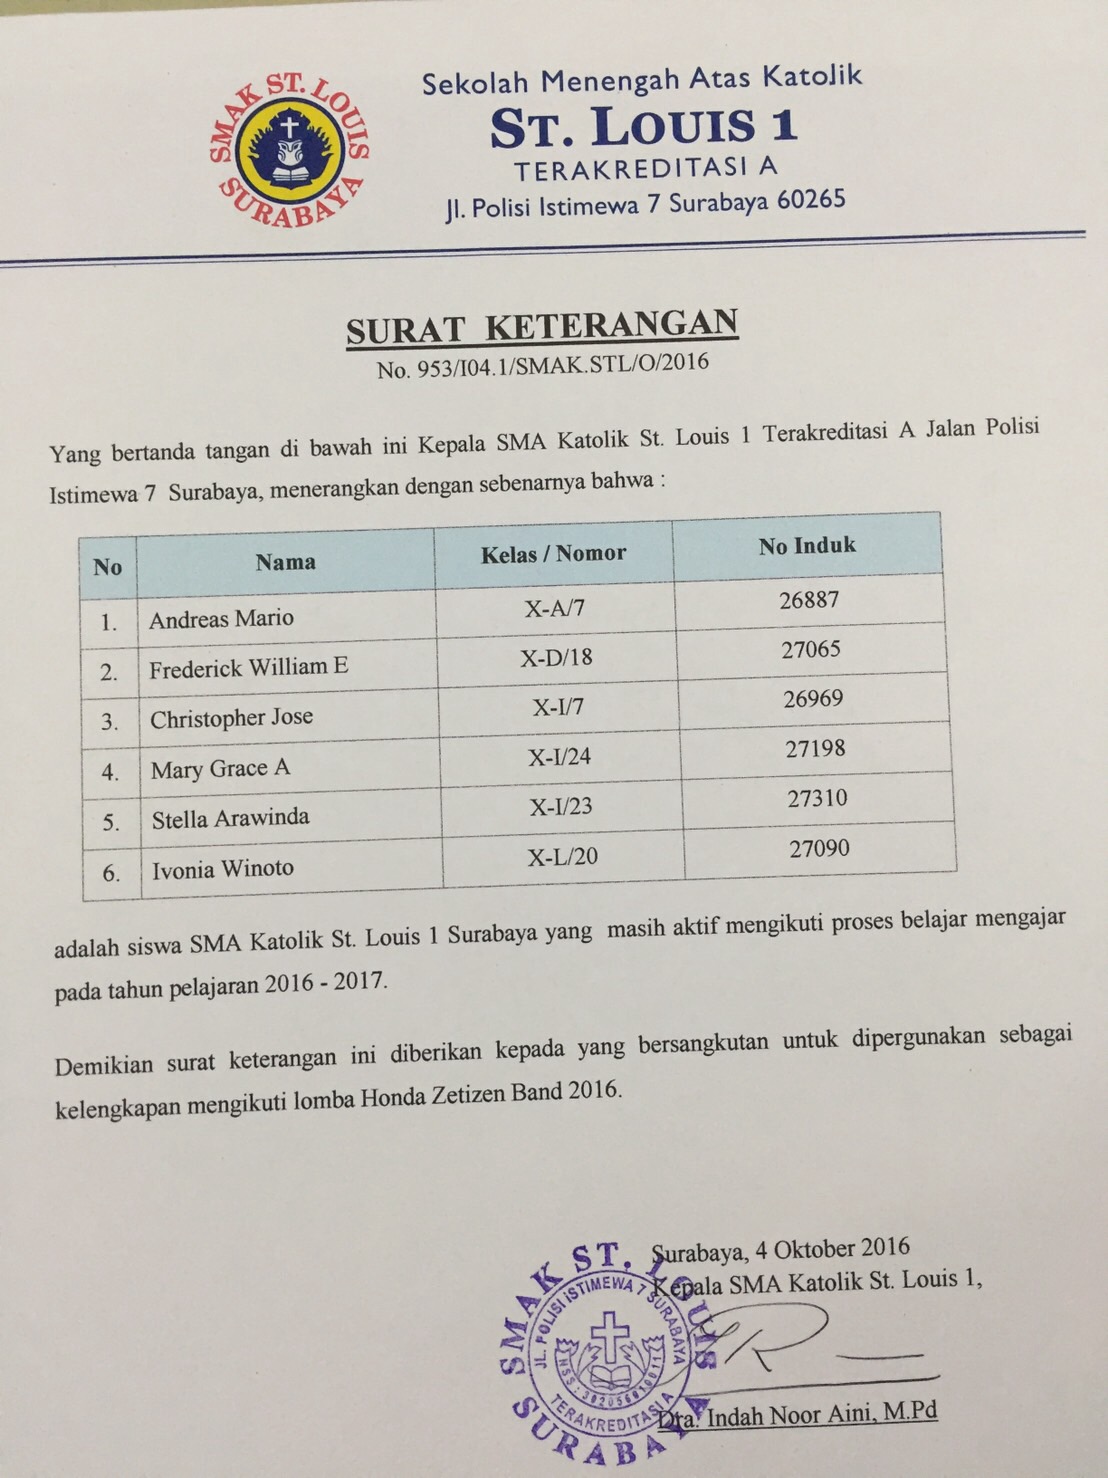 SMAK ST. LOUIS
SURABAYA
Sekolah Menengah Atas Katolik
ST. LOUIS 1
TERAKREDITASI A
Jl. Polisi Istimewa 7 Surabaya 60265
SURAT KETERANGAN
No. 953/I04.1/SMAK.STL/O/2016
Yang bertanda tangan di bawah ini Kepala SMA Katolik St. Louis 1 Terakreditasi A Jalan Polisi
Istimewa 7 Surabaya, menerangkan dengan sebenarnya bahwa :
No Nama Kelas / Nomor No Induk
1. Andreas Mario X-A/7 26887
2. Frederick William E X-D/18 27065
3. Christopher Jose X-I/7 26969
4. Mary Grace A X-I/24 27198
5. Stella Arawinda X-I/23 27310
6. Ivonia Winoto X-L/20 27090
adalah siswa SMA Katolik St. Louis 1 Surabaya yang masih aktif mengikuti proses belajar mengajar
pada tahun pelajaran 2016 - 2017.
Demikian surat keterangan ini diberikan kepada yang bersangkutan untuk dipergunakan sebagai
kelengkapan mengikuti lomba Honda Zetizen Band 2016.
Surabaya, 4 Oktober 2016
Kepala SMA Katolik St. Louis 1,
SMAK ST. LOUIS
JL. POLISI ISTIMEWA 7 SURABAYA
TERAKREDITASI A
SURABAYA
Dra. Indah Noor Aini, M.Pd